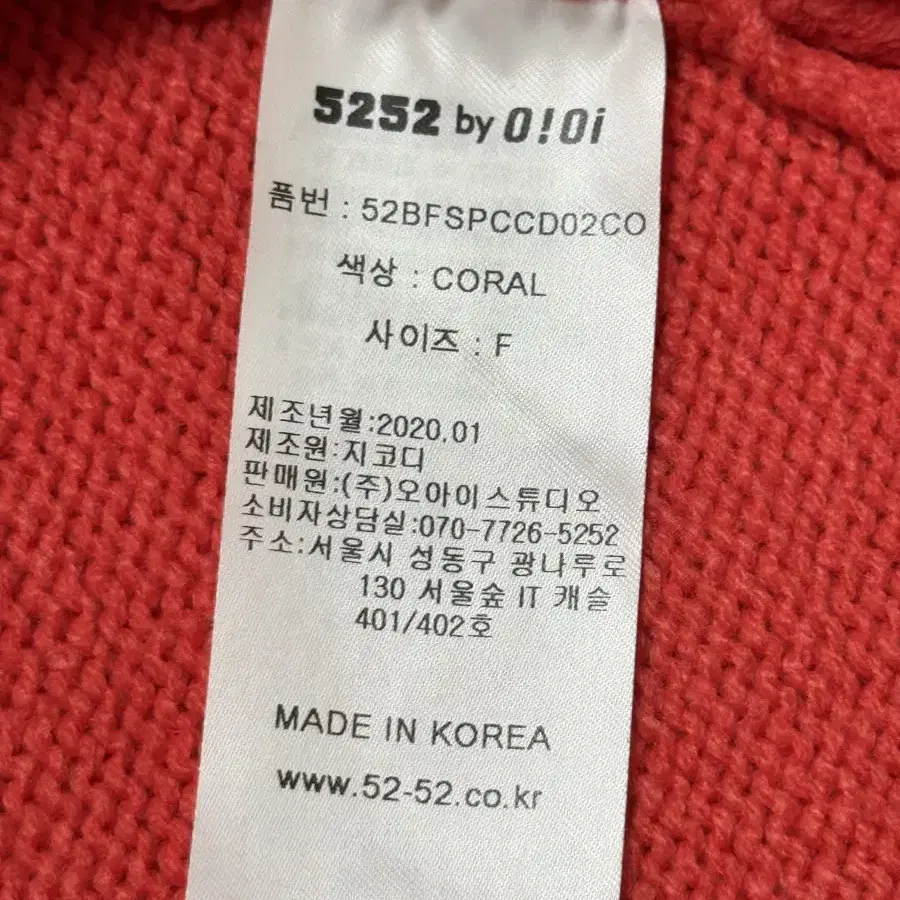 5252 by O!Oi
품번 : 52BFSPCCD02CO
색상 : CORAL
사이즈 : F
제조년월:2020.01
제조원:지코디
판매원:(주)오아이스튜디오
소비자상담실:070-7726-5252
주소:서울시 성동구 광나루로
130 서울숲 IT 캐슬
401/402호
MADE IN KOREA
www.52-52.co.kr